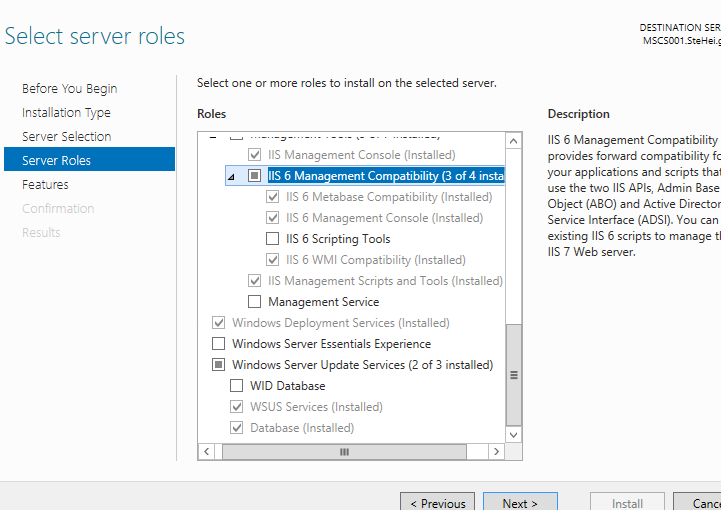 Select server roles
DESTINATION SER
MSCS001.SteHei.g
Before You Begin
Installation Type
Server Selection
Server Roles
Features
Confirmation
Results
Select one or more roles to install on the selected server.
Roles
IIS Management Console (Installed)
IIS 6 Management Compatibility (3 of 4 insta
IIS 6 Metabase Compatibility (Installed)
IIS 6 Management Console (Installed)
IIS 6 Scripting Tools
IIS 6 WMI Compatibility (Installed)
IIS Management Scripts and Tools (Installed)
Management Service
Windows Deployment Services (Installed)
Windows Server Essentials Experience
Windows Server Update Services (2 of 3 installed)
WID Database
WSUS Services (Installed)
Database (Installed)
Description
IIS 6 Management Compatibility
provides forward compatibility fo
your applications and scripts that
use the two IIS APIs, Admin Base
Object (ABO) and Active Director
Service Interface (ADSI). You can
existing IIS 6 scripts to manage th
IIS 7 Web server.
< Previous
Next >
Install
Cance